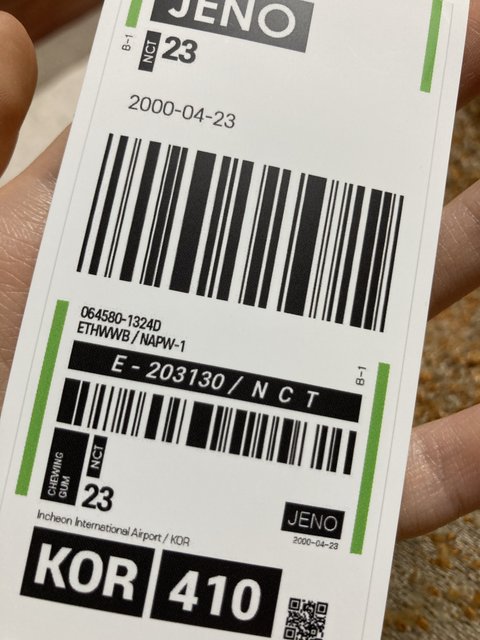 JENO
B-1
NCT
23
2000-04-23
064580-1324D
ETHWWB / NAPW-1
B-1
E - 203130 / N C T
CHEWING
GUM
NCT
23
JENO
2000-04-23
Incheon International Airport / KOR
KOR 410